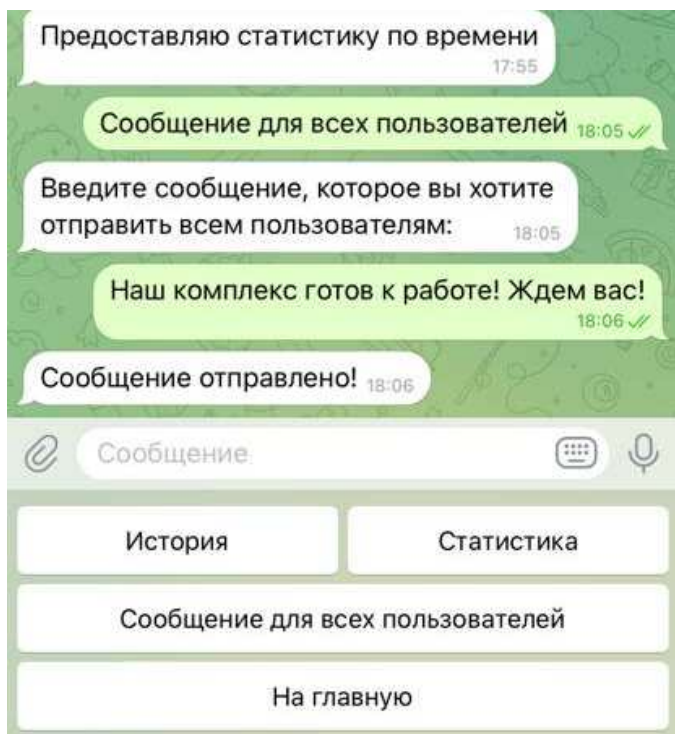 Предоставляю статистику по времени
17:55
Сообщение для всех пользователей 18:05
Введите сообщение, которое вы хотите
отправить всем пользователям: 18:05
Наш комплекс готов к работе! Ждем вас!
18:06
Сообщение отправлено! 18:06
Сообщение
История Статистика
Сообщение для всех пользователей
На главную